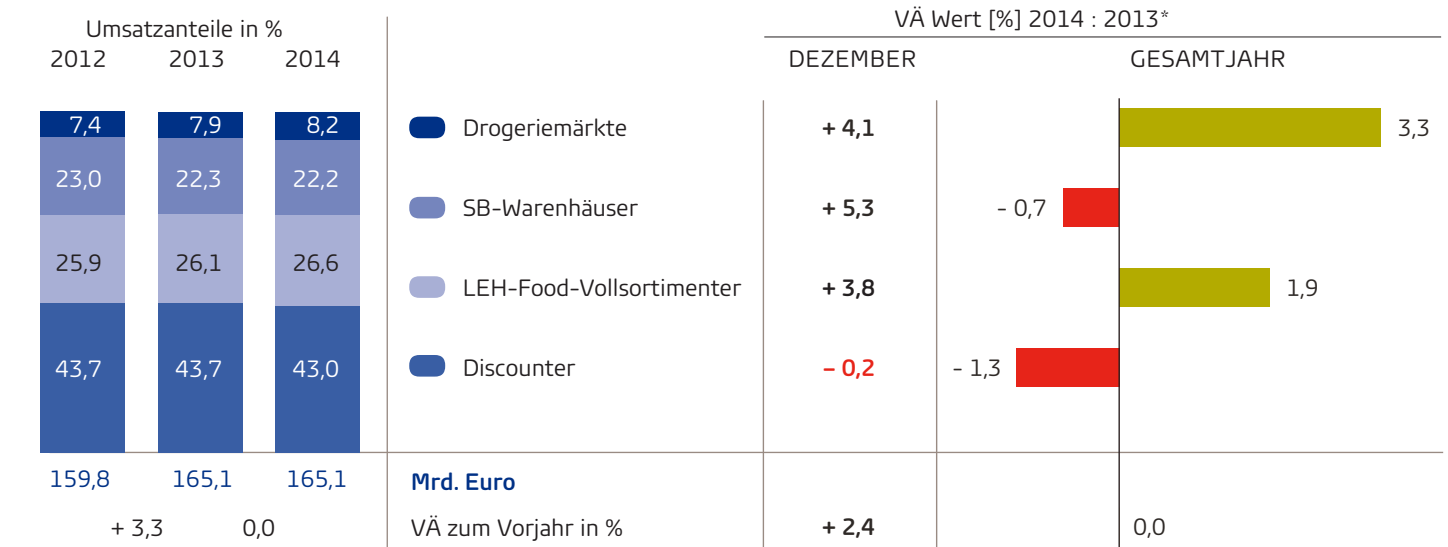 Umsatzanteile in %
2012 2013 2014
VÄ Wert [%] 2014 : 2013*
DEZEMBER GESAMTJAHR
7,4 7,9 8,2 Drogeriemärkte + 4,1 3,3
23,0 22,3 22,2 SB-Warenhäuser + 5,3 - 0,7
25,9 26,1 26,6 LEH-Food-Vollsortimenter + 3,8 1,9
43,7 43,7 43,0 Discounter – 0,2 - 1,3
159,8 165,1 165,1 Mrd. Euro
+ 3,3 0,0 VÄ zum Vorjahr in % + 2,4 0,0